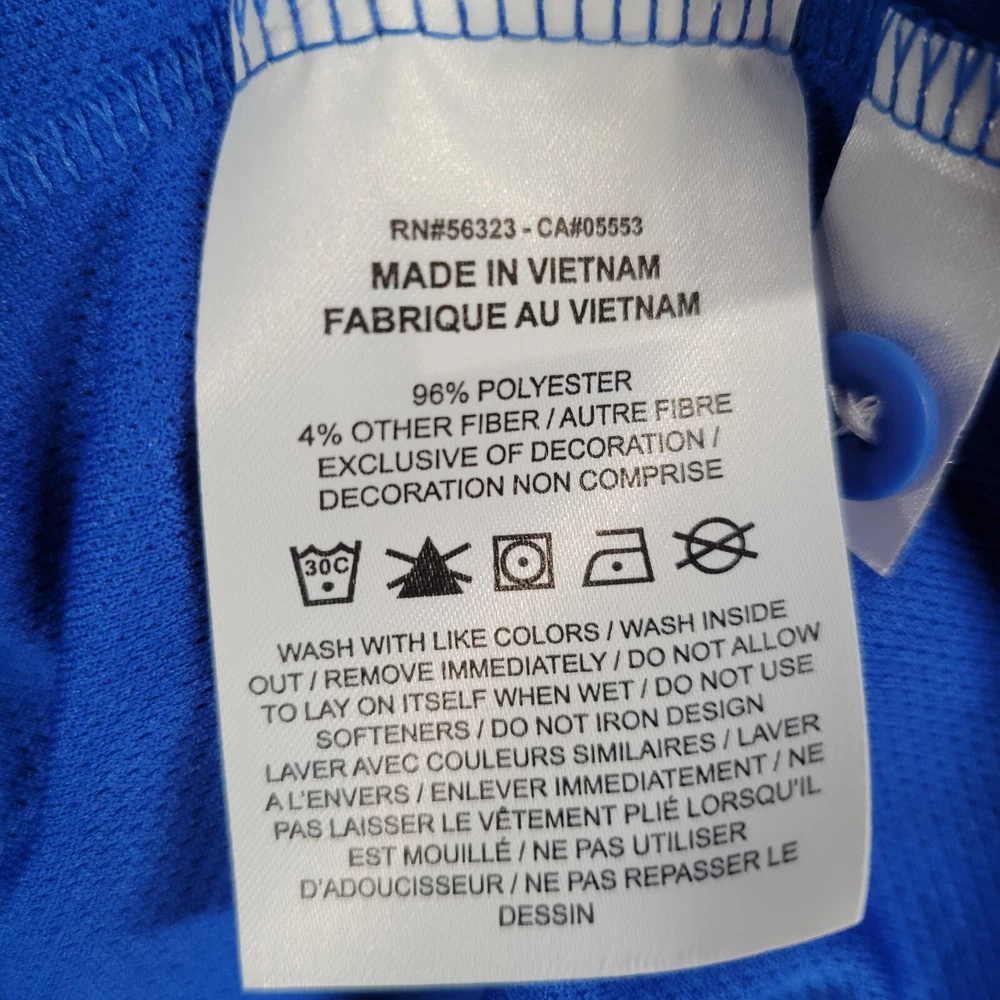 RN#56323 - CA#05553
MADE IN VIETNAM
FABRIQUE AU VIETNAM
96% POLYESTER
4% OTHER FIBER / AUTRE FIBRE
EXCLUSIVE OF DECORATION /
DECORATION NON COMPRISE
30C
WASH WITH LIKE COLORS / WASH INSIDE
OUT / REMOVE IMMEDIATELY / DO NOT ALLOW
TO LAY ON ITSELF WHEN WET / DO NOT USE
SOFTENERS / DO NOT IRON DESIGN
LAVER AVEC COULEURS SIMILAIRES / LAVER
A L'ENVERS / ENLEVER IMMEDIATEMENT / NE
PAS LAISSER LE VÊTEMENT PLIÉ LORSQU'IL
EST MOUILLÉ / NE PAS UTILISER
D'ADOUCISSEUR / NE PAS REPASSER LE
DESSIN